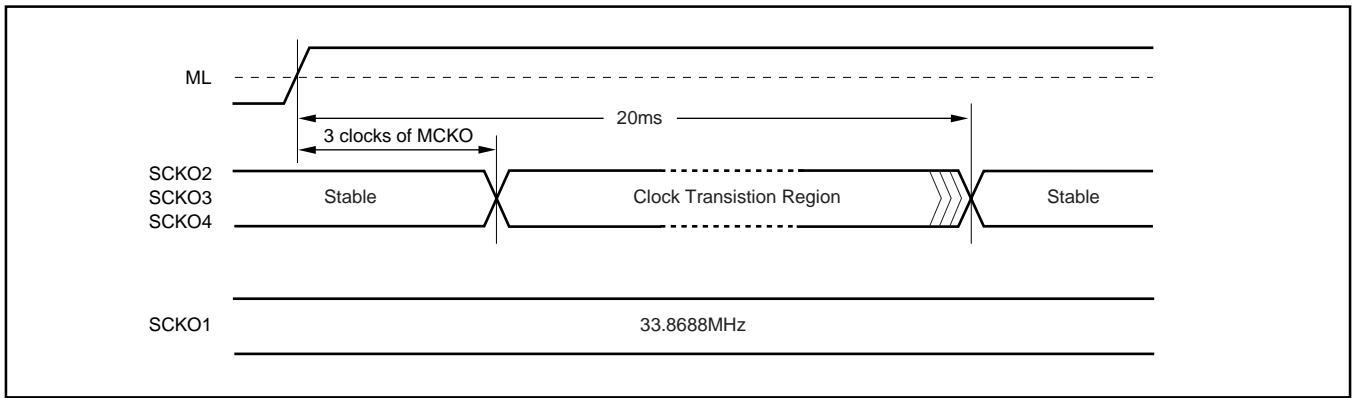 ML
20ms
3 clocks of MCKO
SCKO2
SCKO3
SCKO4
Stable
Clock Transistion Region
Stable
SCKO1
33.8688MHz